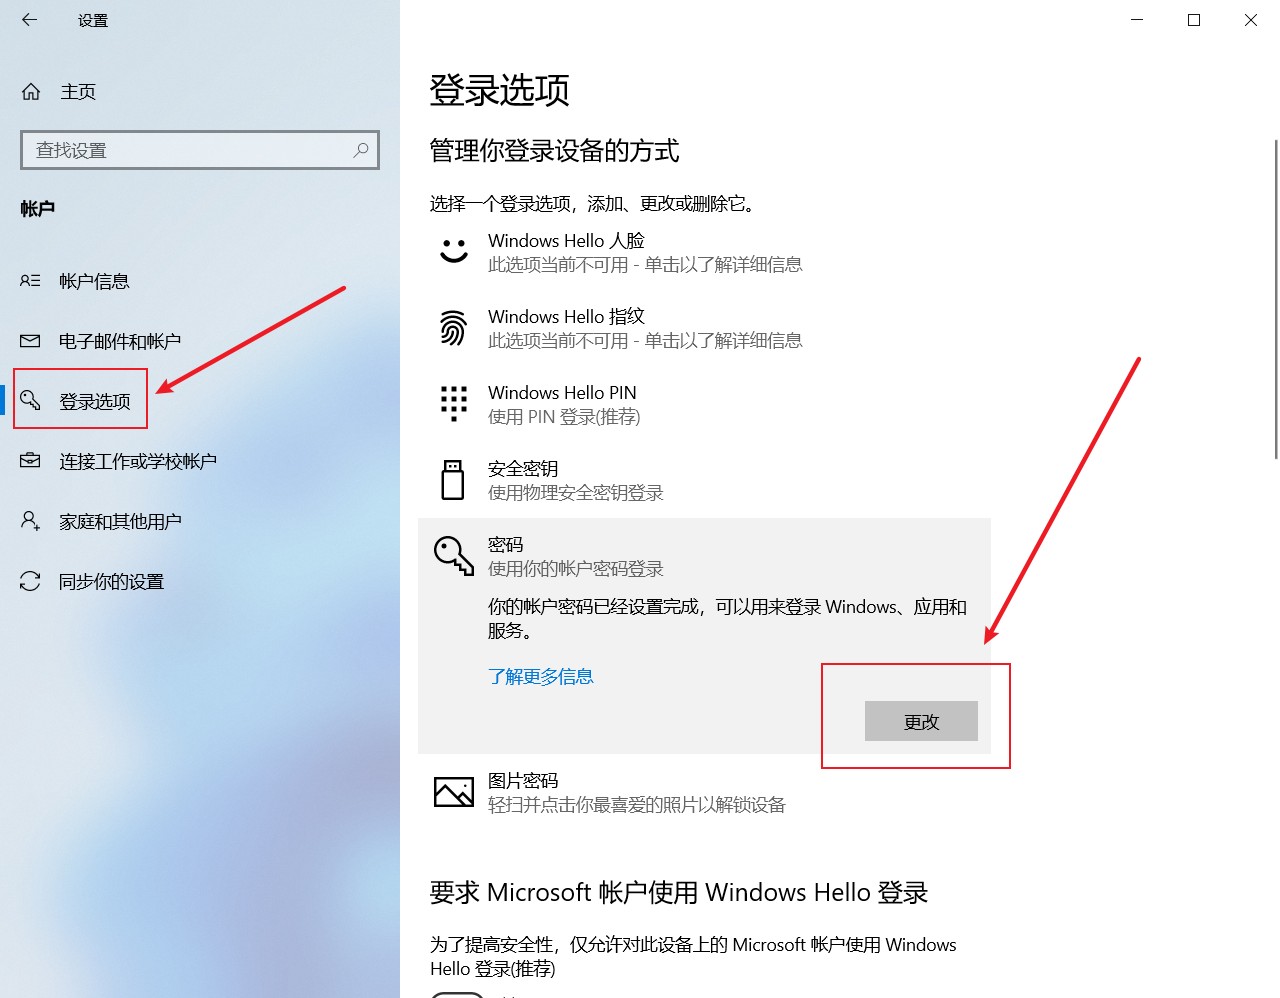 设置
主页
查找设置
帐户
帐户信息
电子邮件和帐户
登录选项
连接工作或学校帐户
家庭和其他用户
同步你的设置
登录选项
管理你登录设备的方式
选择一个登录选项，添加、更改或删除它。
Windows Hello 人脸
此选项当前不可用 - 单击以了解详细信息
Windows Hello 指纹
此选项当前不可用 - 单击以了解详细信息
Windows Hello PIN
使用 PIN 登录(推荐)
安全密钥
使用物理安全密钥登录
密码
使用你的帐户密码登录
你的帐户密码已经设置完成，可以用来登录 Windows、应用和
服务。
了解更多信息
更改
图片密码
轻扫并点击你最喜爱的照片以解锁设备
要求 Microsoft 帐户使用 Windows Hello 登录
为了提高安全性，仅允许对此设备上的 Microsoft 帐户使用 Windows
Hello 登录(推荐)